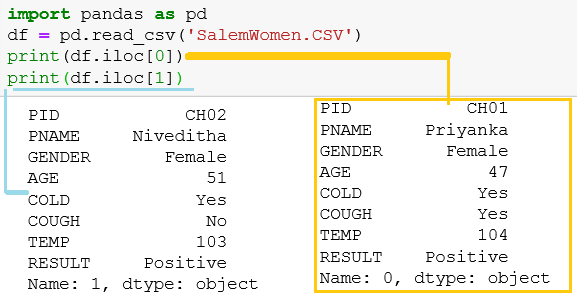 import pandas as pd
df = pd.read_csv('SalemWomen.CSV')
print(df.iloc[0])
print(df.iloc[1])
PID CH02
PNAME Niveditha
GENDER Female
AGE 51
COLD Yes
COUGH No
TEMP 103
RESULT Positive
Name: 1, dtype: object
PID CH01
PNAME Priyanka
GENDER Female
AGE 47
COLD Yes
COUGH Yes
TEMP 104
RESULT Positive
Name: 0, dtype: object